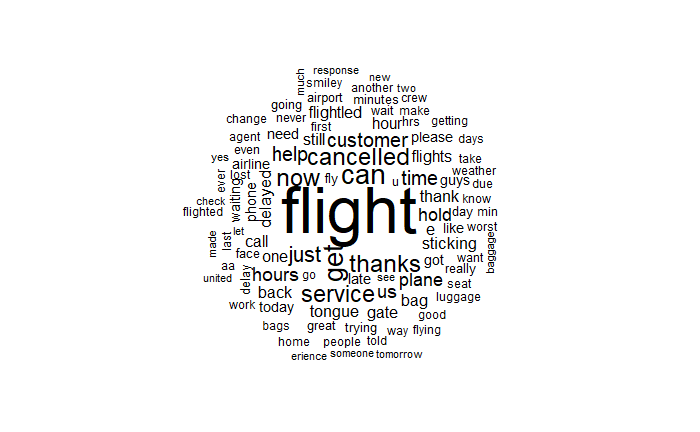 response
new
much
smiley
another
two
airport
minutes
crew
going
flightled
wait
make
change
never
first
hour
hrs
getting
agent
need
still
customer
please
days
even
help
cancelled
flights
take
yes
airline
weather
ever
lost
now
fly
can
u
time
guys
due
check
waiting
phone
delayed
flight
thank
know
flighted
hold
day
min
made
last
let
call
e
like
worst
face
one
just
get
sticking
baggage
aa
thanks
got
want
really
united
delay
hours
go
late
see
plane
seat
back
service
us
bag
luggage
work
today
tongue
gate
good
bags
great
trying
way
flying
home
people
told
erience
someone
tomorrow